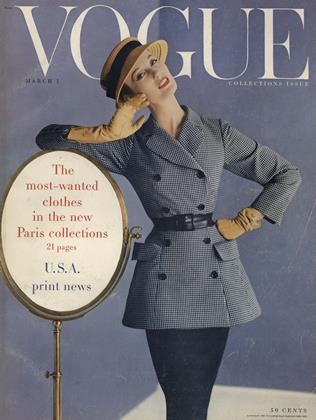 VOGUE
MARCH 1
COLLECTIONS ISSUE
The
most-wanted
clothes
in the new
Paris collections
21 pages
U.S.A.
print news
50 CENTS